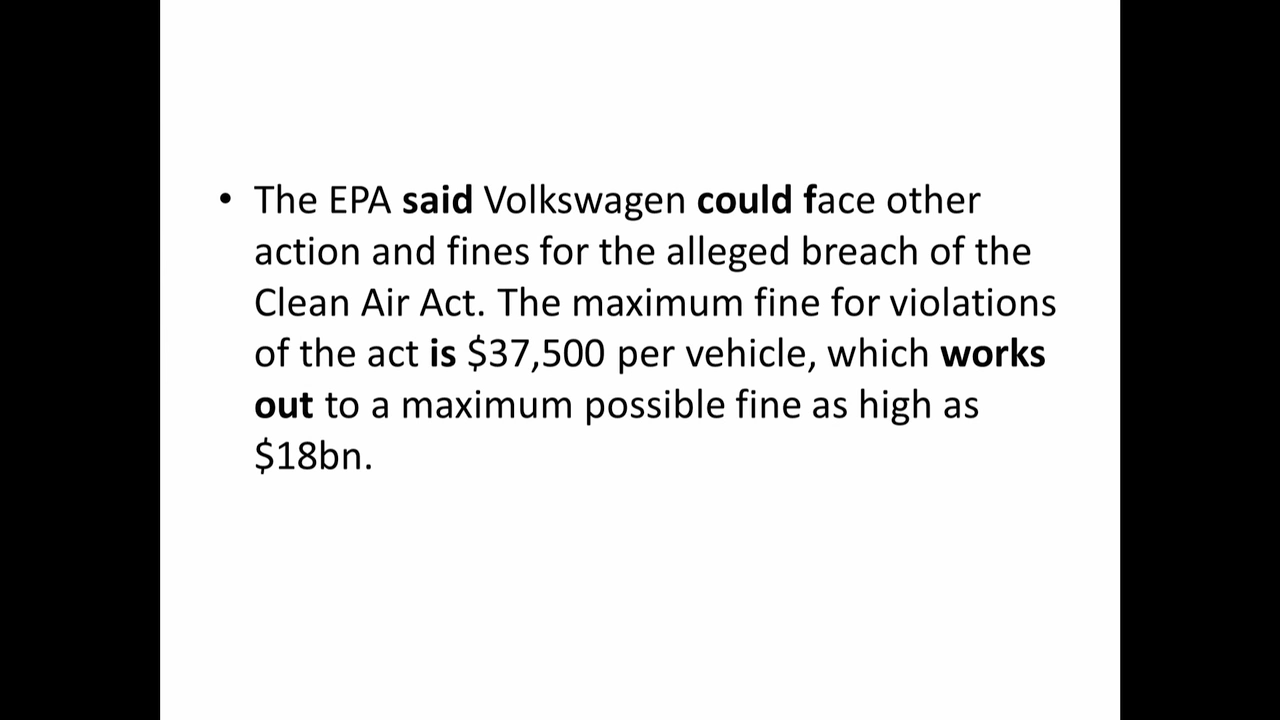 • The EPA said Volkswagen could face other
action and fines for the alleged breach of the
Clean Air Act. The maximum fine for violations
of the act is $37,500 per vehicle, which works
out to a maximum possible fine as high as
$18bn.